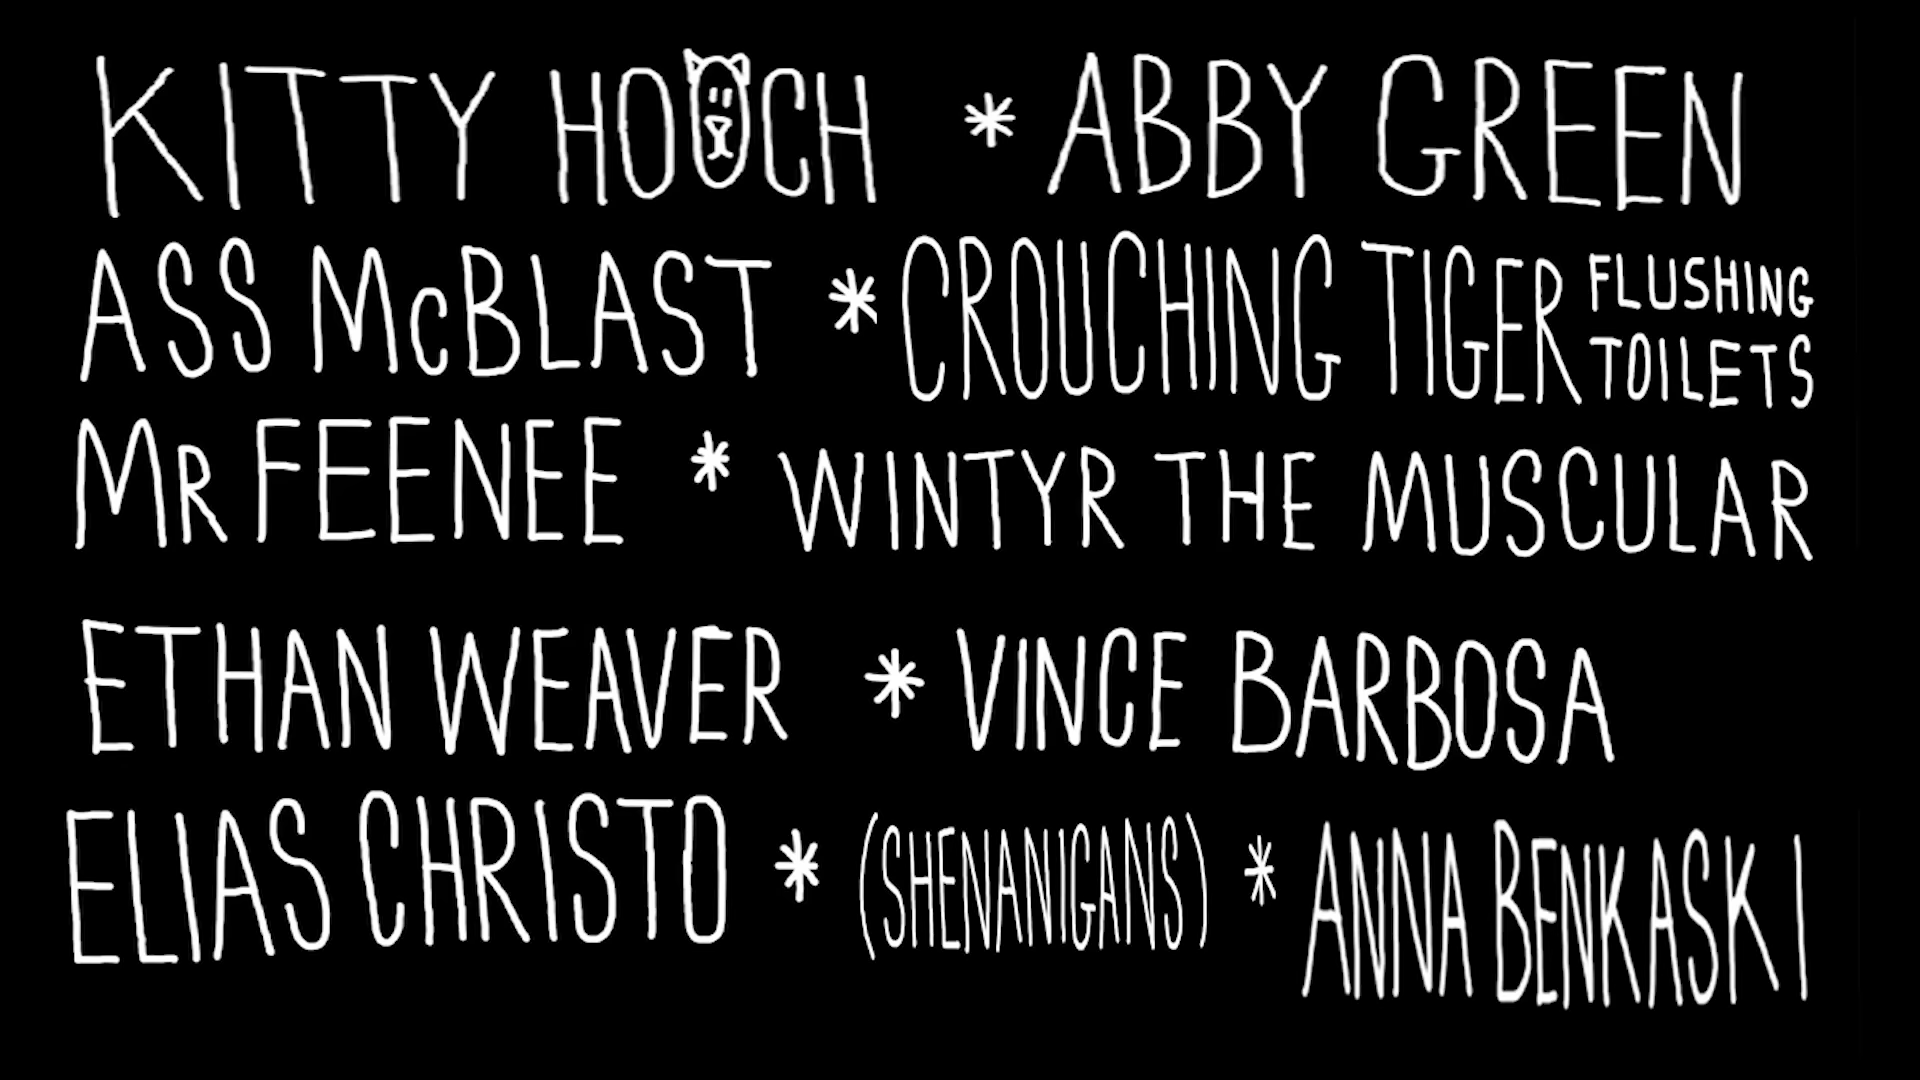 KITTY HOOCH * ABBY GREEN
ASS McBLAST * CROUCHING TIGER FLUSHING TOILETS
MR FEENEE * WINTYR THE MUSCULAR
ETHAN WEAVER * VINCE BARBOSA
ELIAS CHRISTO * (SHENANIGANS) * ANNA BENKASKI